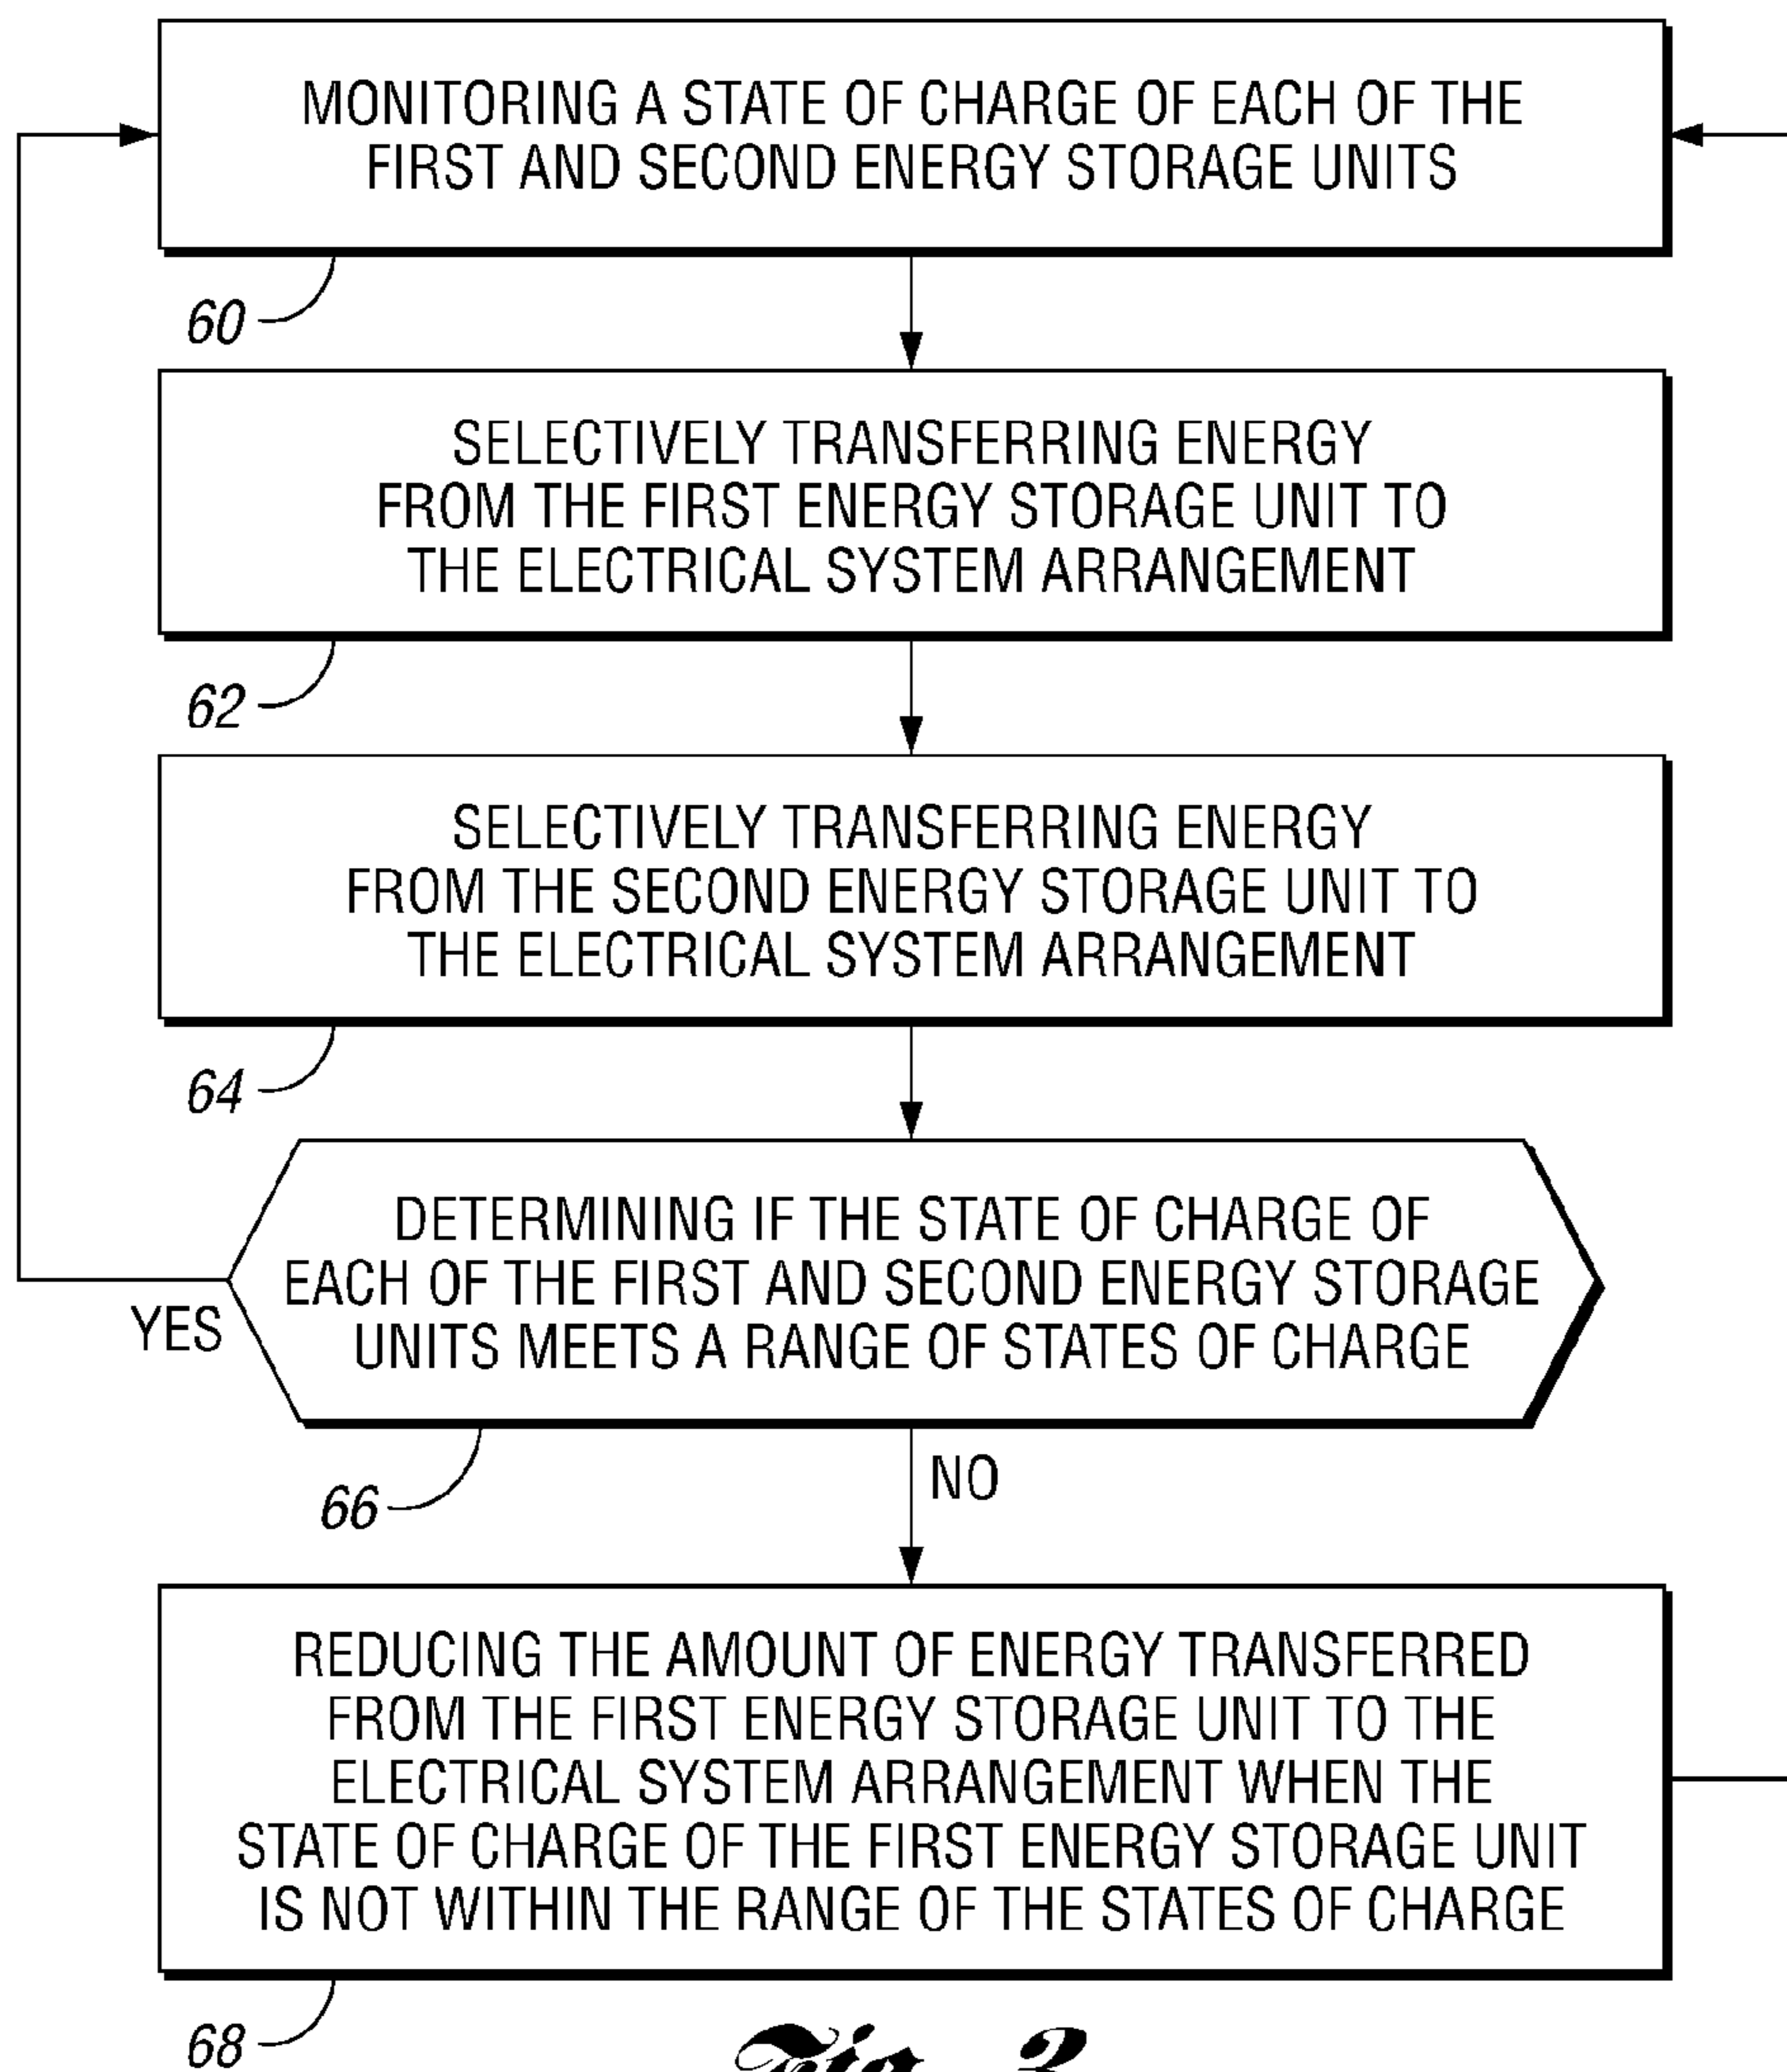 MONITORING A STATE OF CHARGE OF EACH OF THE
FIRST AND SECOND ENERGY STORAGE UNITS
60
SELECTIVELY TRANSFERRING ENERGY
FROM THE FIRST ENERGY STORAGE UNIT TO
THE ELECTRICAL SYSTEM ARRANGEMENT
62
SELECTIVELY TRANSFERRING ENERGY
FROM THE SECOND ENERGY STORAGE UNIT TO
THE ELECTRICAL SYSTEM ARRANGEMENT
64
DETERMINING IF THE STATE OF CHARGE OF
EACH OF THE FIRST AND SECOND ENERGY STORAGE
UNITS MEETS A RANGE OF STATES OF CHARGE
YES
66
NO
REDUCING THE AMOUNT OF ENERGY TRANSFERRED
FROM THE FIRST ENERGY STORAGE UNIT TO THE
ELECTRICAL SYSTEM ARRANGEMENT WHEN THE
STATE OF CHARGE OF THE FIRST ENERGY STORAGE UNIT
IS NOT WITHIN THE RANGE OF THE STATES OF CHARGE
68